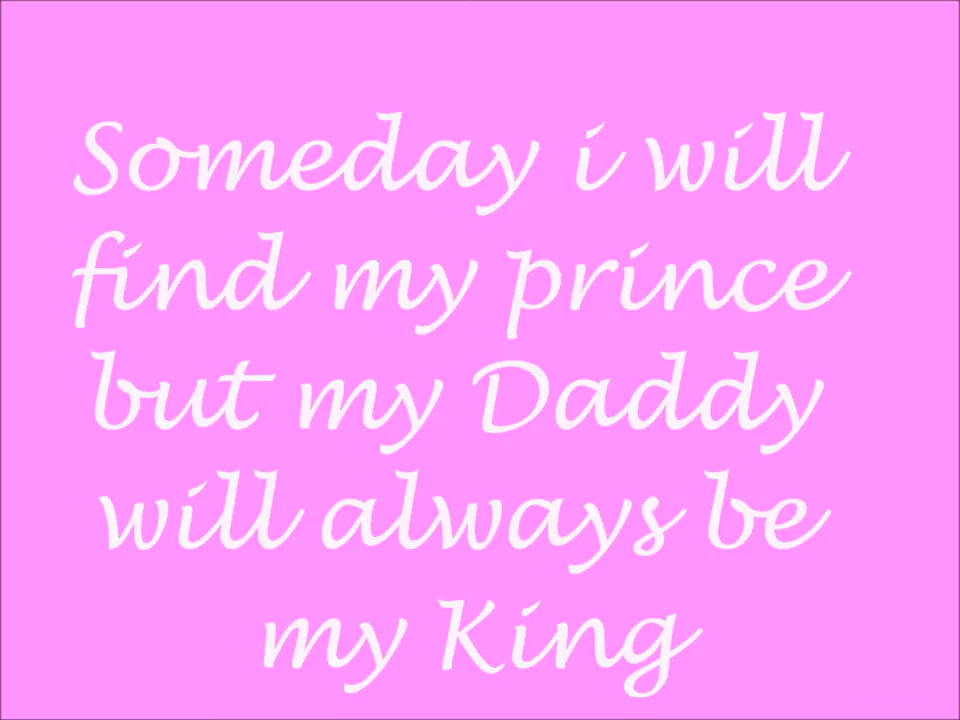 Someday i will
find my prince
but my Daddy
will always be
my King